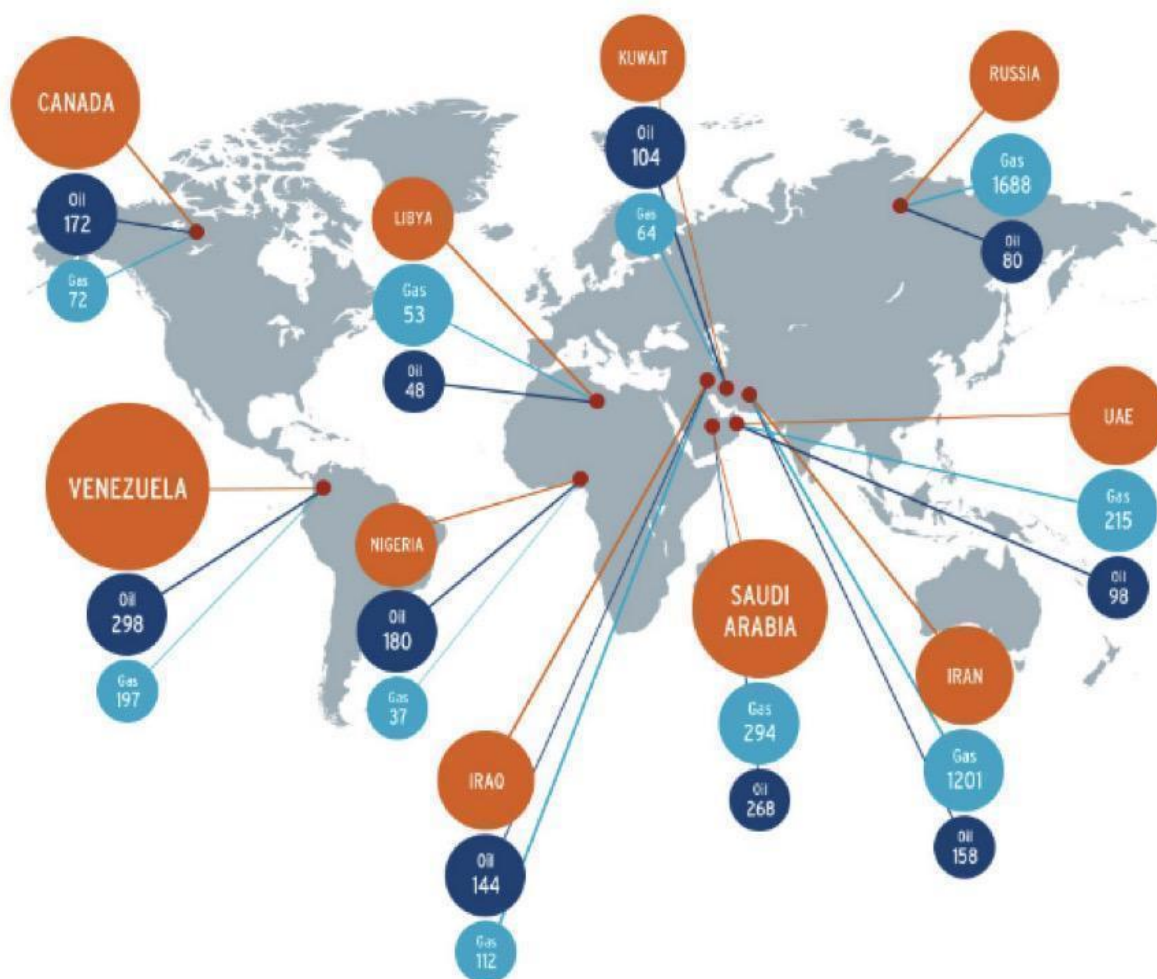 CANADA
Oil
172
Gas
72
KUWAIT
Oil
104
Gas
64
RUSSIA
Gas
1688
Oil
80
LIBYA
Gas
53
Oil
48
UAE
Gas
215
Oil
98
VENEZUELA
Oil
298
Gas
197
NIGERIA
Oil
180
Gas
37
SAUDI
ARABIA
Gas
294
Oil
268
IRAN
Gas
1201
Oil
158
IRAQ
Oil
144
Gas
112